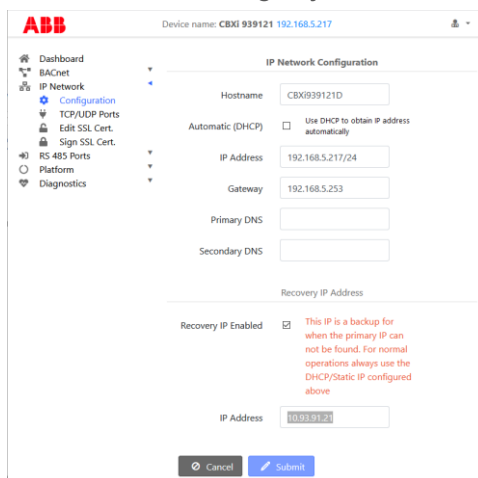 ABB
Device name: CBXi 939121 192.168.5.217
Dashboard
BACnet
IP Network
Configuration
TCP/UDP Ports
Edit SSL Cert.
Sign SSL Cert.
RS 485 Ports
Platform
Diagnostics
IP Network Configuration
Hostname
CBXi939121D
Automatic (DHCP)
Use DHCP to obtain IP address
automatically
IP Address
192.168.5.217/24
Gateway
192.168.5.253
Primary DNS
Secondary DNS
Recovery IP Address
Recovery IP Enabled
This IP is a backup for
when the primary IP can
not be found. For normal
operations always use the
DHCP/Static IP configured
above
IP Address
10.93.91.21
Cancel
Submit